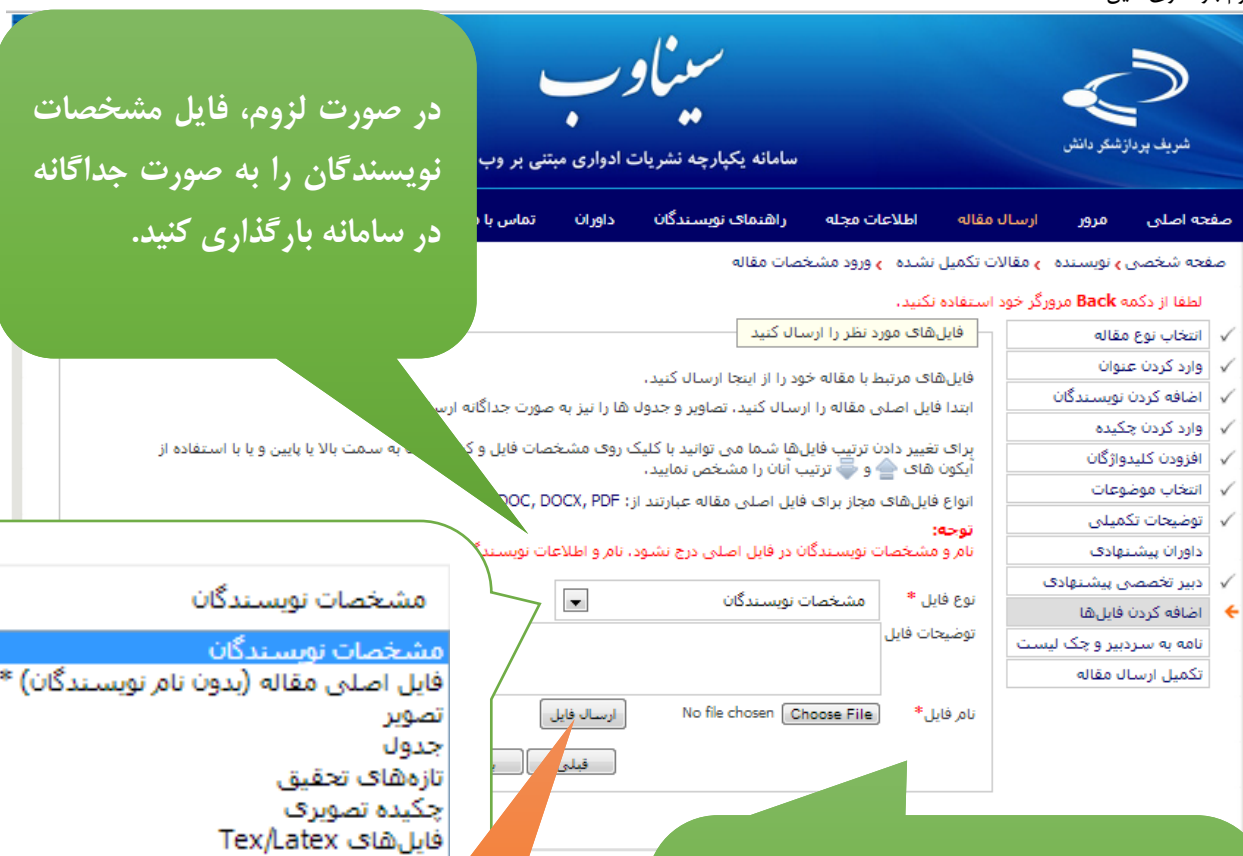 در صورت لزوم، فایل مشخصات
نویسندگان را به صورت جداگانه
در سامانه بارگذاری کنید.
سیناوب
سامانه یکپارچه نشریات ادواری مبتنی بر وب
شریف پردازشگر دانش
صفحه اصلی
مرور
ارسال مقاله
اطلاعات مجله
راهنمای نویسندگان
داوران
تماس با
صفحه شخصی › نویسنده › مقالات تکمیل نشده › ورود مشخصات مقاله
لطفا از دکمه Back مرورگر خود استفاده نکنید.
انتخاب نوع مقاله
وارد کردن عنوان
اضافه کردن نویسندگان
وارد کردن چکیده
افزودن کلیدواژگان
انتخاب موضوعات
توضیحات تکمیلی
داوران پیشنهادی
دبیر تخصصی پیشنهادی
اضافه کردن فایل‌ها
نامه به سردبیر و چک لیست
تکمیل ارسال مقاله
فایل‌های مورد نظر را ارسال کنید
فایل‌های مرتبط با مقاله خود را از اینجا ارسال کنید.
ابتدا فایل اصلی مقاله را ارسال کنید. تصاویر و جدول ها را نیز به صورت جداگانه
برای تغییر دادن ترتیب فایل‌ها شما می توانید با کلیک روی مشخصات فایل و به سمت بالا یا پایین و یا با استفاده از
آیکون های و ترتیب آنان را مشخص نمایید.
انواع فایل‌های مجاز برای فایل اصلی مقاله عبارتند از: DOC, DOCX, PDF
توجه:
نام و مشخصات نویسندگان در فایل اصلی درج نشود. نام و اطلاعات
نوع فایل *
مشخصات نویسندگان
توضیحات فایل
نام فایل*
Choose File No file chosen
ارسال فایل
قبلی
مشخصات نویسندگان
مشخصات نویسندگان
فایل اصلی مقاله (بدون نام نویسندگان) *
تصویر
جدول
تازه‌های تحقیق
چکیده تصویری
فایل‌های Tex/Latex